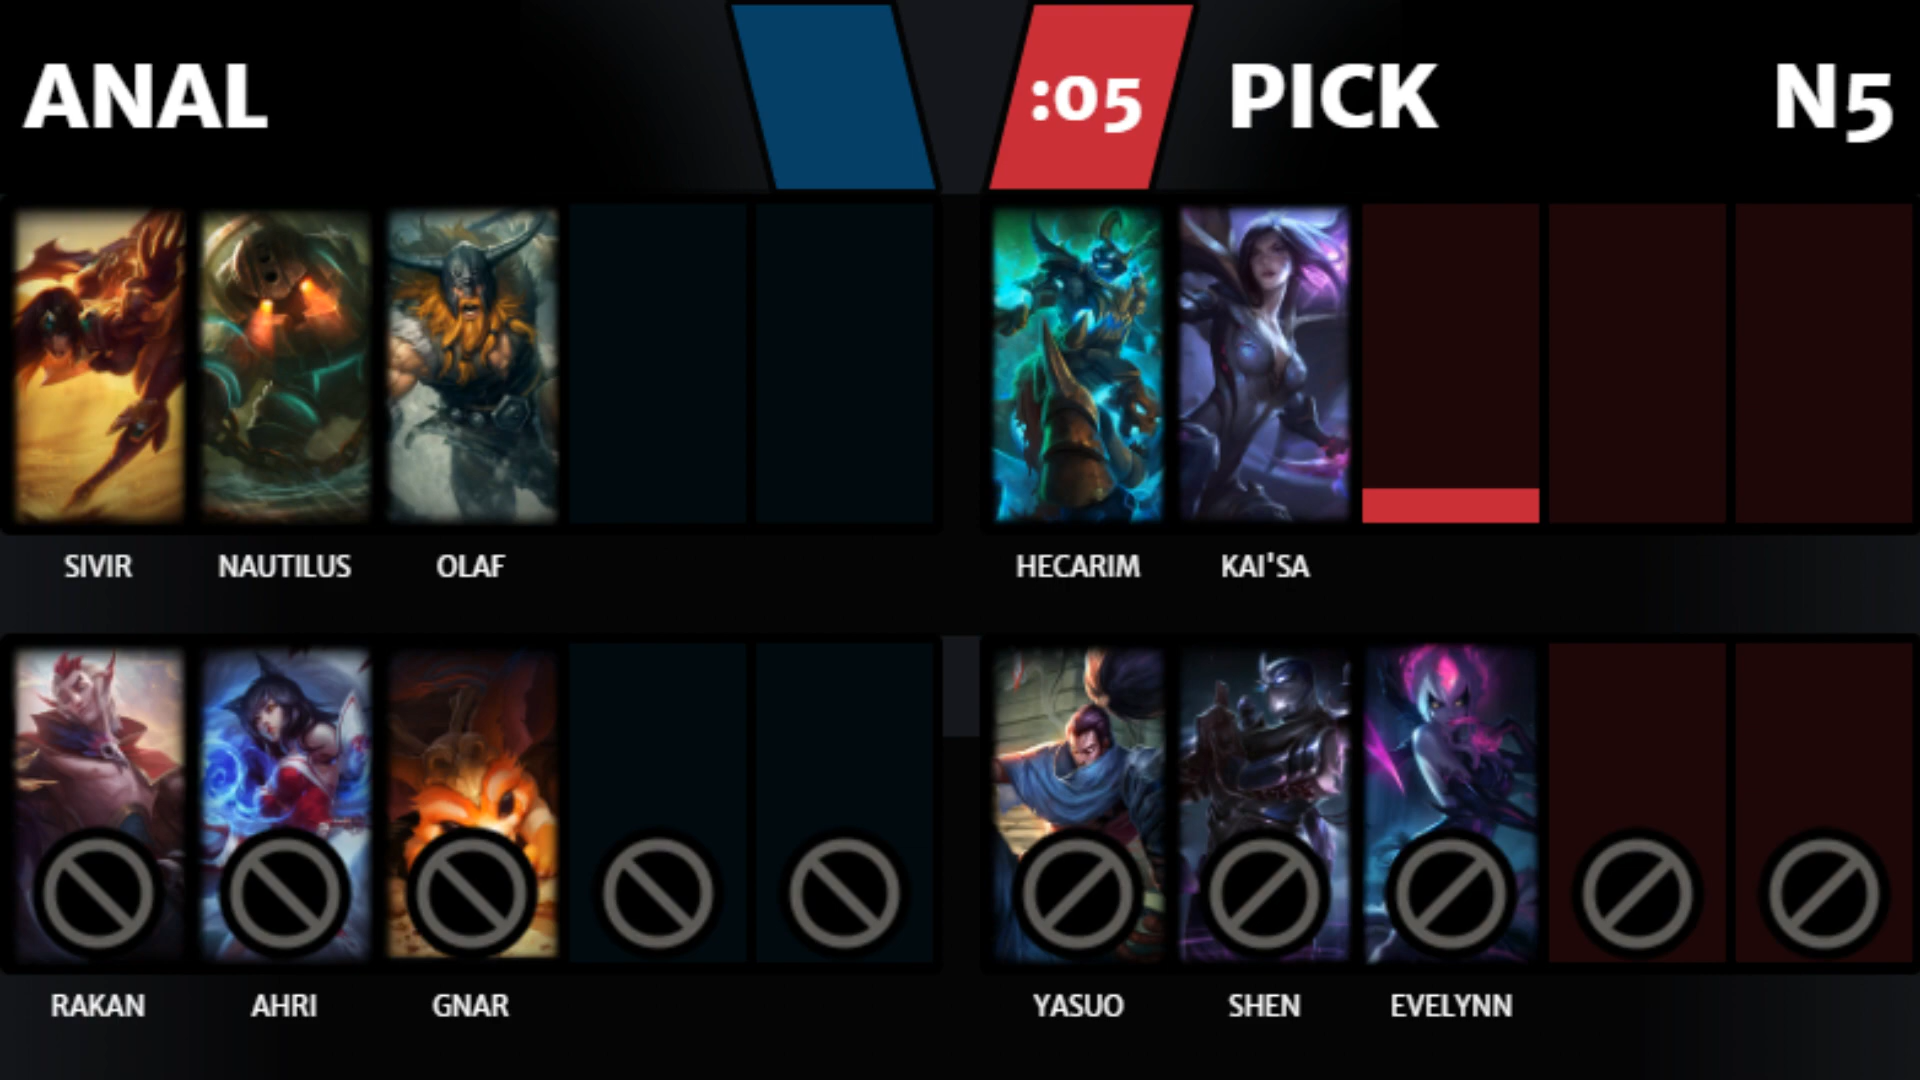 ANAL
:05 PICK N5
SIVIR NAUTILUS OLAF
HECARIM KAI'SA
RAKAN AHRI GNAR
YASUO SHEN EVELYNN